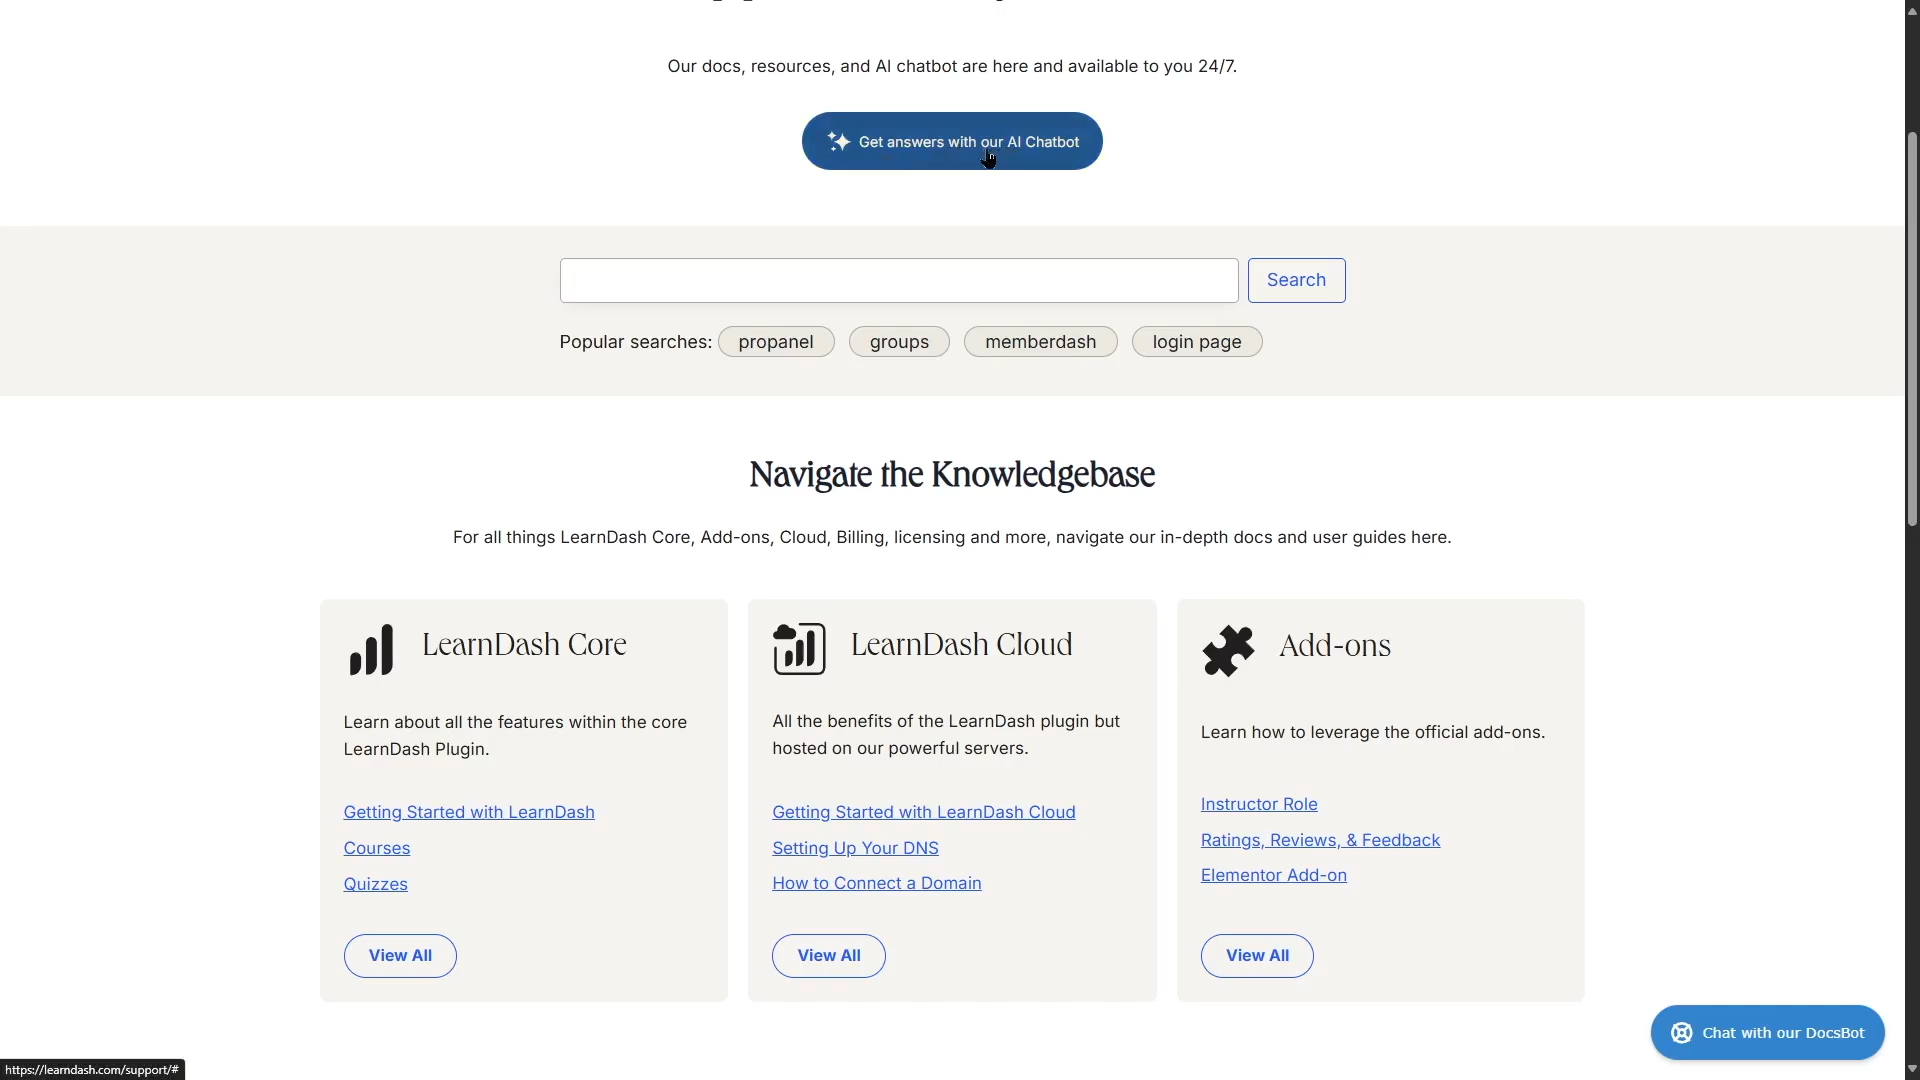 Our docs, resources, and AI chatbot are here and available to you 24/7.
Get answers with our AI Chatbot
Search
Popular searches: propanel groups memberdash login page
Navigate the Knowledgebase
For all things LearnDash Core, Add-ons, Cloud, Billing, licensing and more, navigate our in-depth docs and user guides here.
LearnDash Core
Learn about all the features within the core
LearnDash Plugin.
Getting Started with LearnDash
Courses
Quizzes
View All
LearnDash Cloud
All the benefits of the LearnDash plugin but
hosted on our powerful servers.
Getting Started with LearnDash Cloud
Setting Up Your DNS
How to Connect a Domain
View All
Add-ons
Learn how to leverage the official add-ons.
Instructor Role
Ratings, Reviews, & Feedback
Elementor Add-on
View All
Chat with our DocsBot
https://learndash.com/support/#